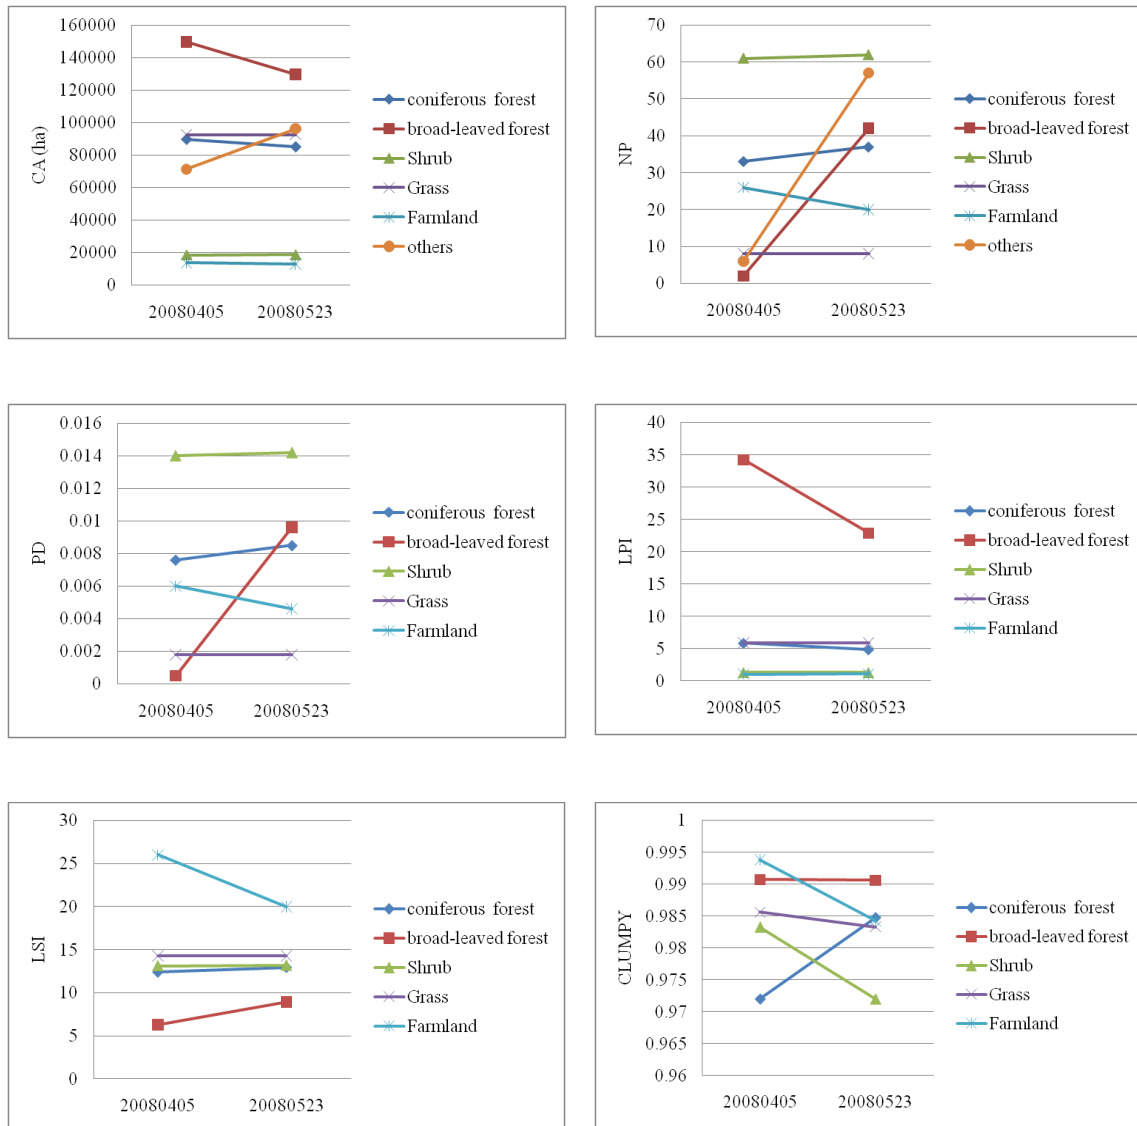 160000
140000
120000
100000
80000
60000
40000
20000
0
CA (ha)
20080405 20080523
coniferous forest
broad-leaved forest
Shrub
Grass
Farmland
others
70
60
50
40
30
20
10
0
NP
20080405 20080523
coniferous forest
broad-leaved forest
Shrub
Grass
Farmland
others
0.016
0.014
0.012
0.01
0.008
0.006
0.004
0.002
0
PD
20080405 20080523
coniferous forest
broad-leaved forest
Shrub
Grass
Farmland
40
35
30
25
20
15
10
5
0
LPI
20080405 20080523
coniferous forest
broad-leaved forest
Shrub
Grass
Farmland
30
25
20
15
10
5
0
LSI
20080405 20080523
coniferous forest
broad-leaved forest
Shrub
Grass
Farmland
1
0.995
0.99
0.985
0.98
0.975
0.97
0.965
0.96
CLUMPY
20080405 20080523
coniferous forest
broad-leaved forest
Shrub
Grass
Farmland